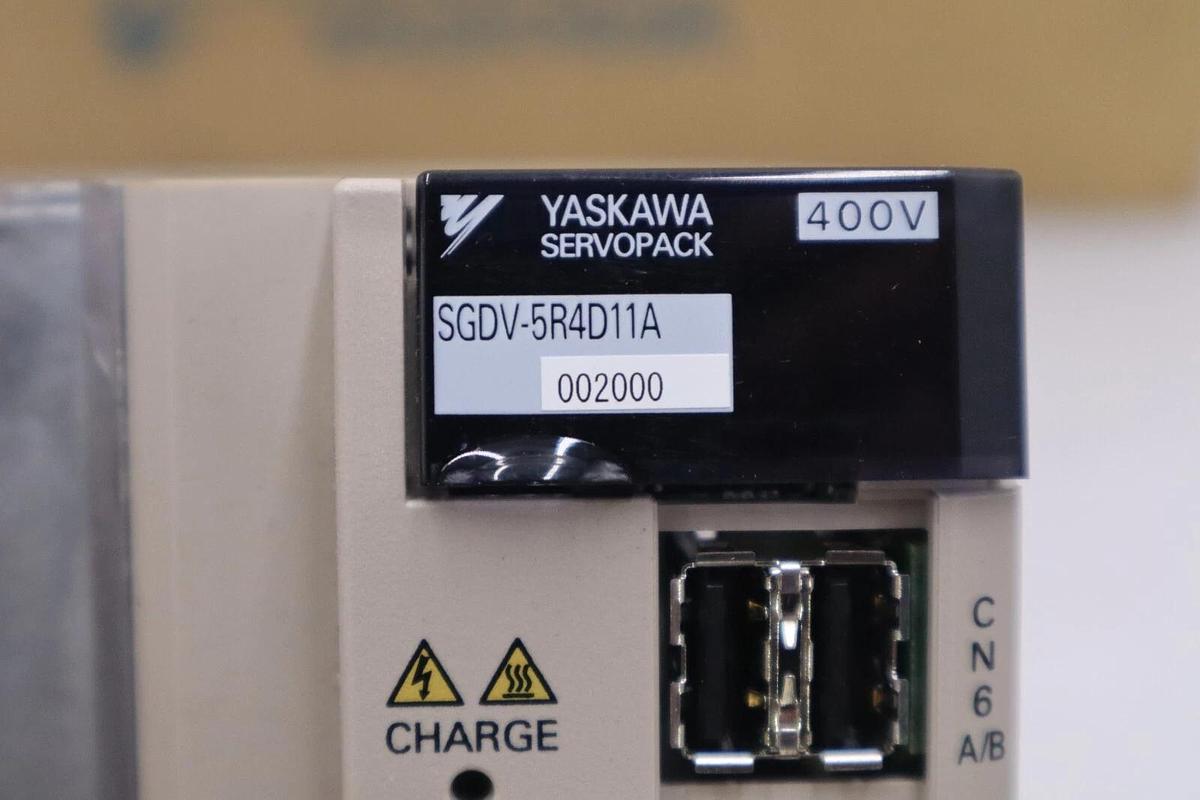 YASKAWA
SERVOPACK
400V
SGDV-5R4D11A
002000
CHARGE
C
N
6
A/B